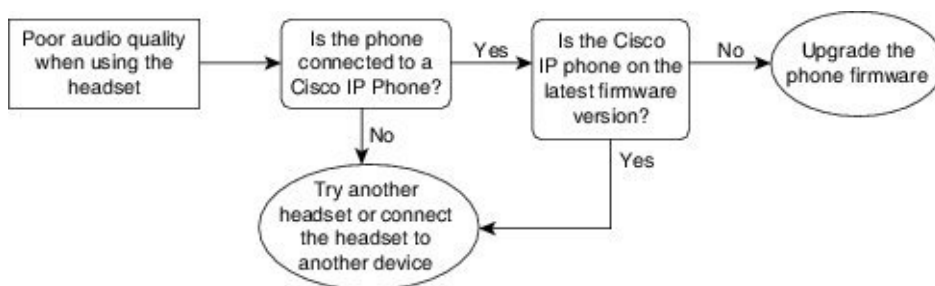 Poor audio quality
when using the
headset
Is the phone
connected to a
Cisco IP Phone?
Yes
Is the Cisco
IP phone on the
latest firmware
version?
No
Upgrade the
phone firmware
No
Yes
Try another
headset or connect
the headset to
another device